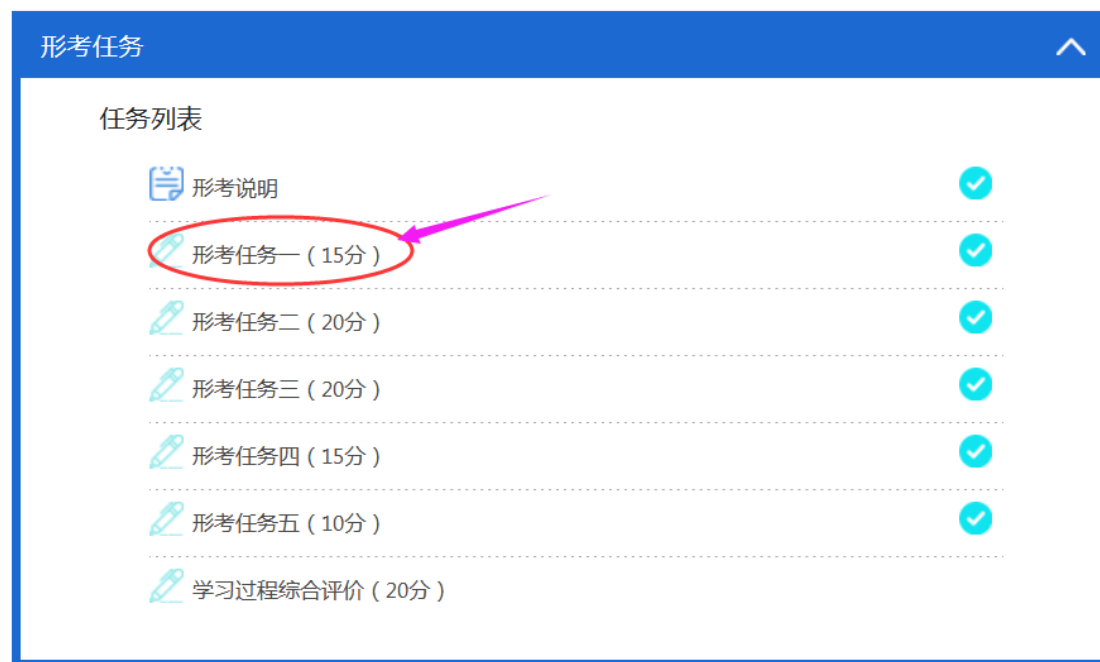 形考任务
任务列表
形考说明
形考任务一（15分）
形考任务二（20分）
形考任务三（20分）
形考任务四（15分）
形考任务五（10分）
学习过程综合评价（20分）